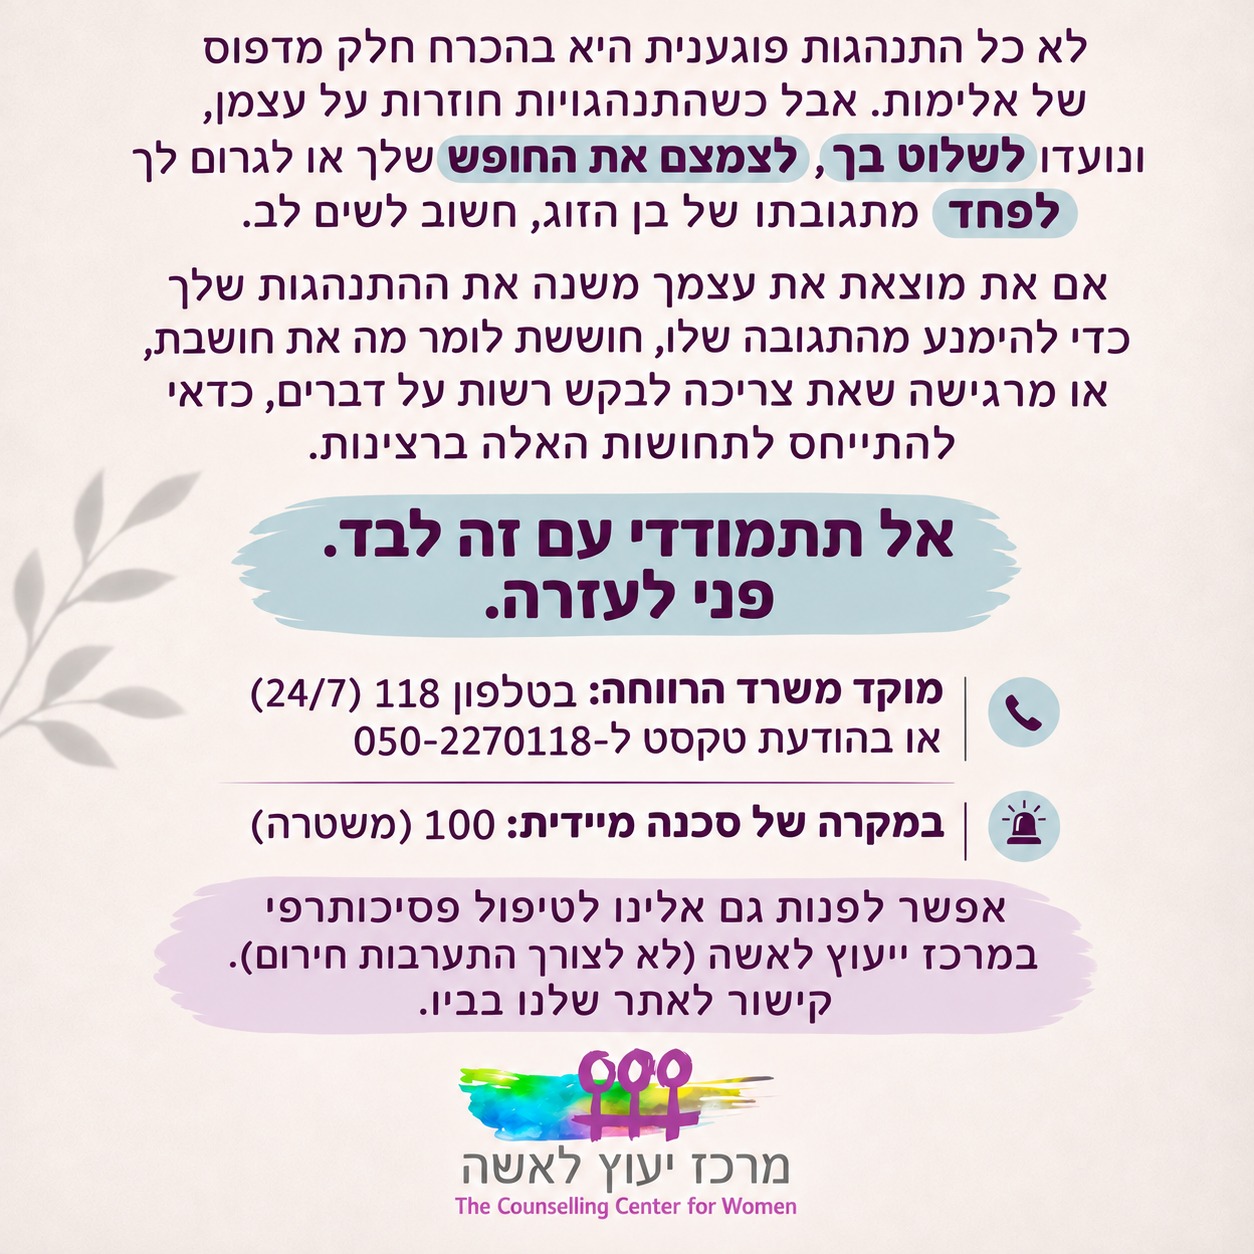 לא כל התנהגות פוגענית היא בהכרח חלק מדפוס
של אלימות. אבל כשהתנהגויות חוזרות על עצמן,
ונועדו לשלוט בך, לצמצם את החופש שלך או לגרום לך
לפחד מתגובתו של בן הזוג, חשוב לשים לב.
אם את מוצאת את עצמך משנה את ההתנהגות שלך
כדי להימנע מהתגובה שלו, חוששת לומר מה את חושבת,
או מרגישה שאת צריכה לבקש רשות על דברים, כדאי
להתייחס לתחושות האלה ברצינות.
אל תתמודדי עם זה לבד.
פני לעזרה.
מוקד משרד הרווחה: בטלפון 118 (24/7)
או בהודעת טקסט ל-050-2270118
במקרה של סכנה מיידית: 100 (משטרה)
אפשר לפנות גם אלינו לטיפול פסיכותרפי
במרכז ייעוץ לאשה (לא לצורך התערבות חירום).
קישור לאתר שלנו בביו.
מרכז יעוץ לאשה
The Counselling Center for Women